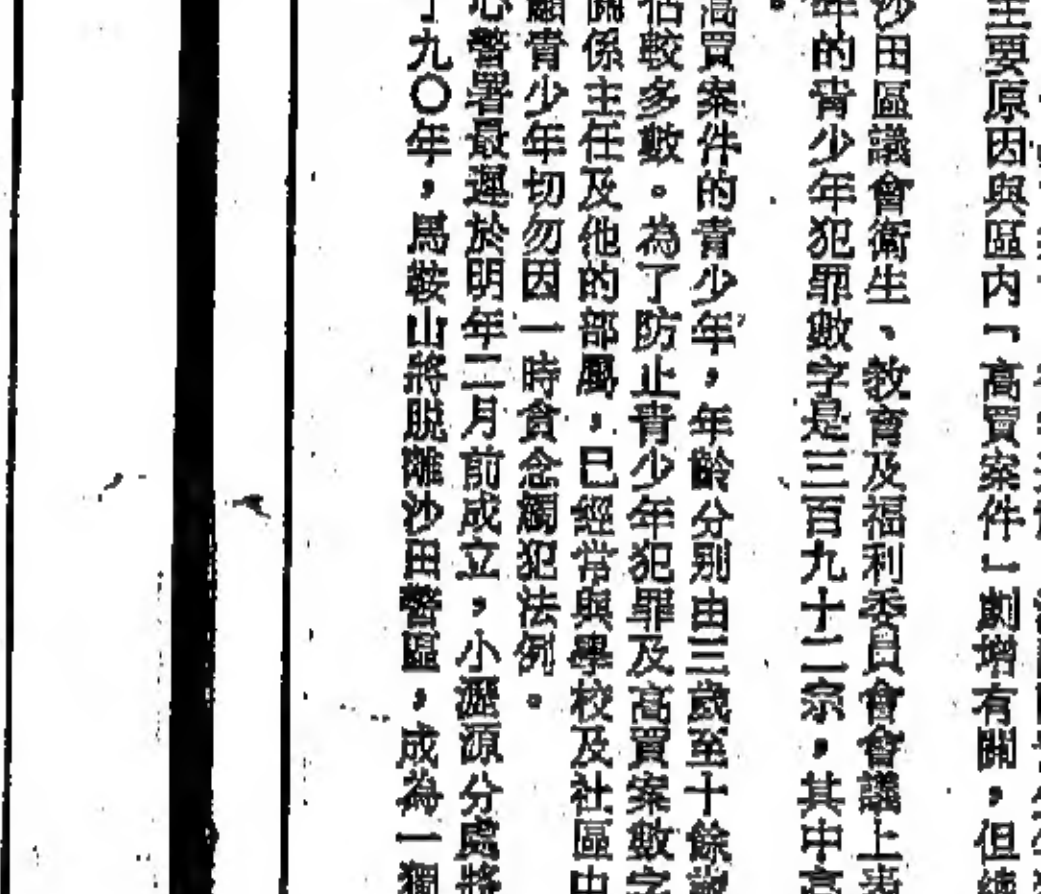 主要原因與區内「高買案件」劇增有關，但
沙田區議會衛生、教育及福利委員會會議上表
年的青少年犯罪數字是三百九十二宗，其中高
。
高買案件的青少年，年齡分別由三歲至十餘歲
佔較多數。為了防止青少年犯罪及高買案數字
關係主任及他的部屬，已經常與學校及社區中
籲青少年切勿因一時貪念觸犯法例。
心警署最遲於明年二月前成立，小瀝源分處將
了九〇年，馬鞍山將脱離沙田警區，成為一獨